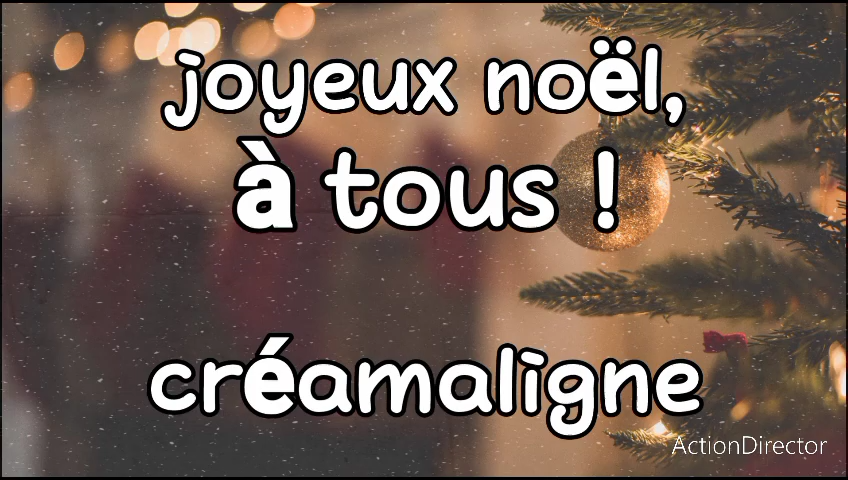 joyeux noël,
à tous !
créamaligne
ActionDirector